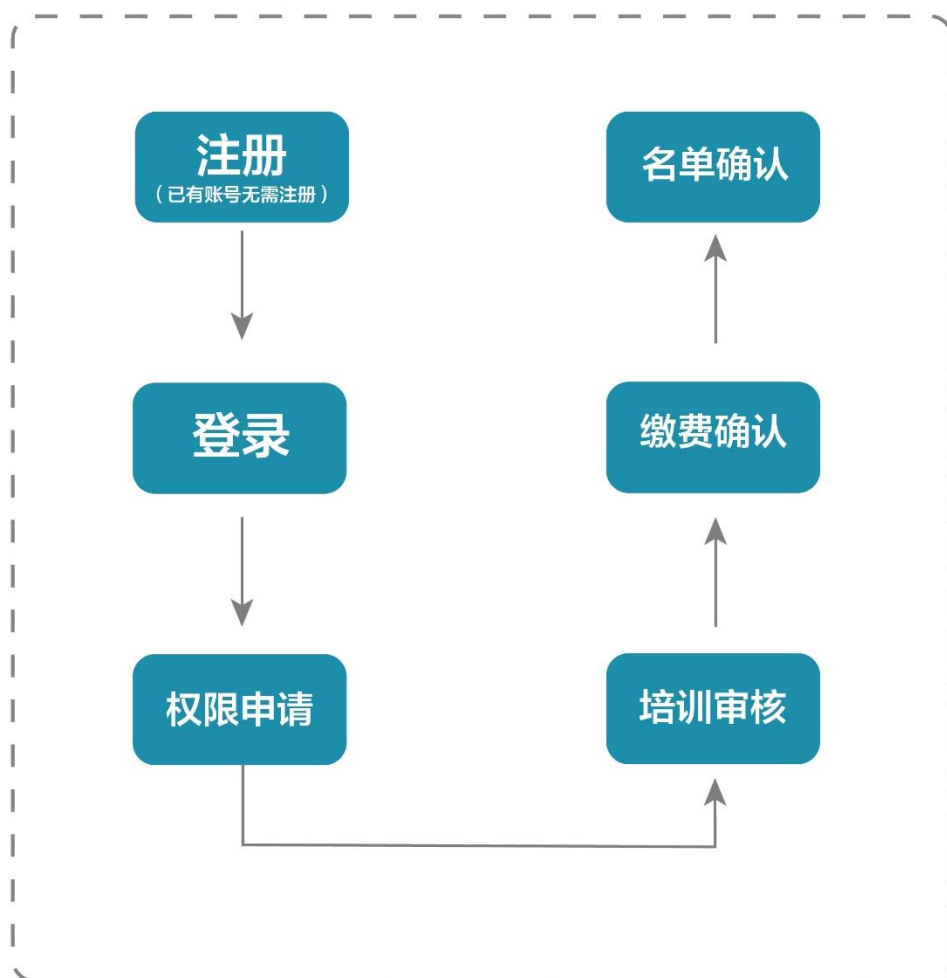 注册
（已有账号无需注册）
登录
权限申请
培训审核
缴费确认
名单确认